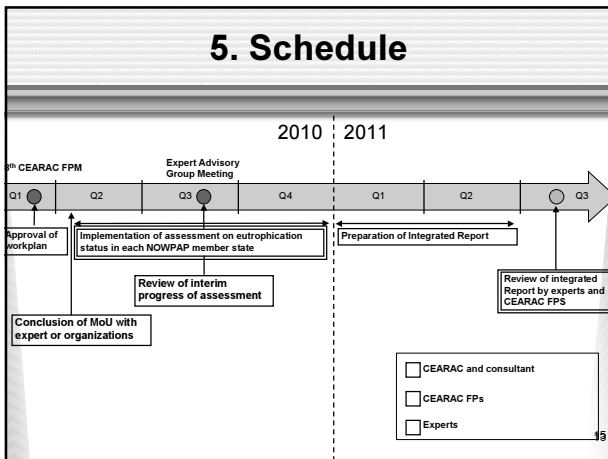 5. Schedule
2010 2011
8th CEARAC FPM
Expert Advisory
Group Meeting
Q1 Q2 Q3 Q4 Q1 Q2 Q3
Approval of
workplan
Implementation of assessment on eutrophication
status in each NOWPAP member state
Preparation of Integrated Report
Review of interim
progress of assessment
Review of integrated
Report by experts and
CEARAC FPS
Conclusion of MoU with
expert or organizations
CEARAC and consultant
CEARAC FPs
Experts
15